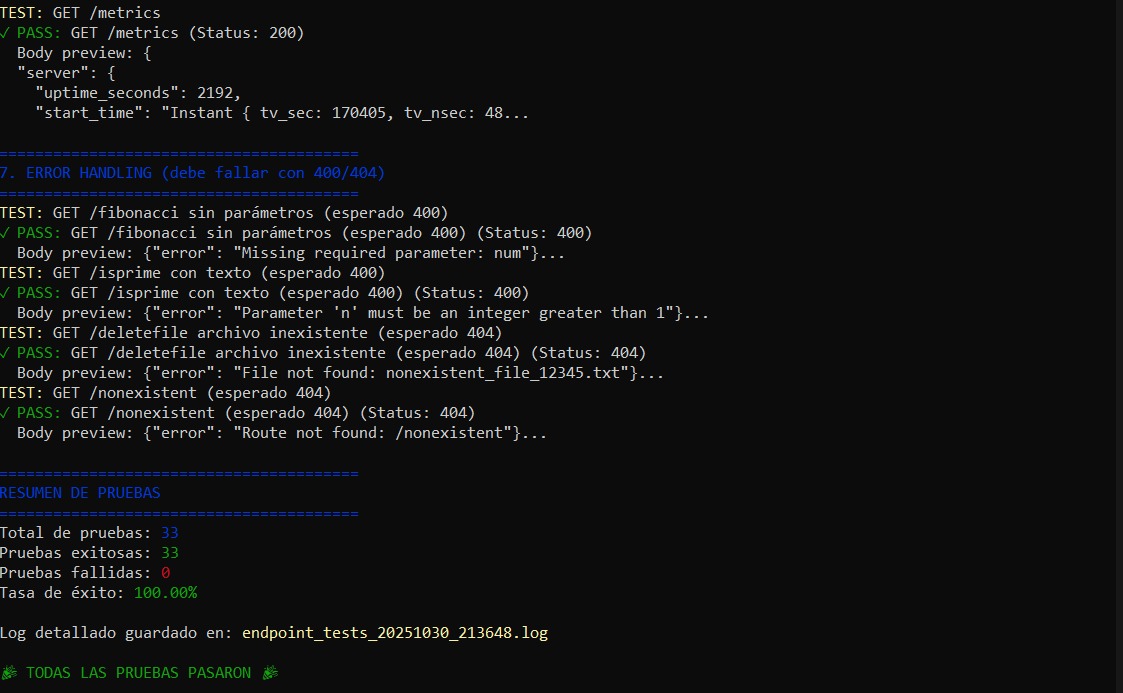 TEST: GET /metrics
✓ PASS: GET /metrics (Status: 200)
  Body preview: {
  "server": {
    "uptime_seconds": 2192,
    "start_time": "Instant { tv_sec: 170405, tv_nsec: 48...
========================================
7. ERROR HANDLING (debe fallar con 400/404)
========================================
TEST: GET /fibonacci sin parámetros (esperado 400)
✓ PASS: GET /fibonacci sin parámetros (esperado 400) (Status: 400)
  Body preview: {"error": "Missing required parameter: num"}...
TEST: GET /isprime con texto (esperado 400)
✓ PASS: GET /isprime con texto (esperado 400) (Status: 400)
  Body preview: {"error": "Parameter 'n' must be an integer greater than 1"}...
TEST: GET /deletefile archivo inexistente (esperado 404)
✓ PASS: GET /deletefile archivo inexistente (esperado 404) (Status: 404)
  Body preview: {"error": "File not found: nonexistent_file_12345.txt"}...
TEST: GET /nonexistent (esperado 404)
✓ PASS: GET /nonexistent (esperado 404) (Status: 404)
  Body preview: {"error": "Route not found: /nonexistent"}...
========================================
RESUMEN DE PRUEBAS
========================================
Total de pruebas: 33
Pruebas exitosas: 33
Pruebas fallidas: 0
Tasa de éxito: 100.00%
Log detallado guardado en: endpoint_tests_20251030_213648.log
🎉 TODAS LAS PRUEBAS PASARON 🎉